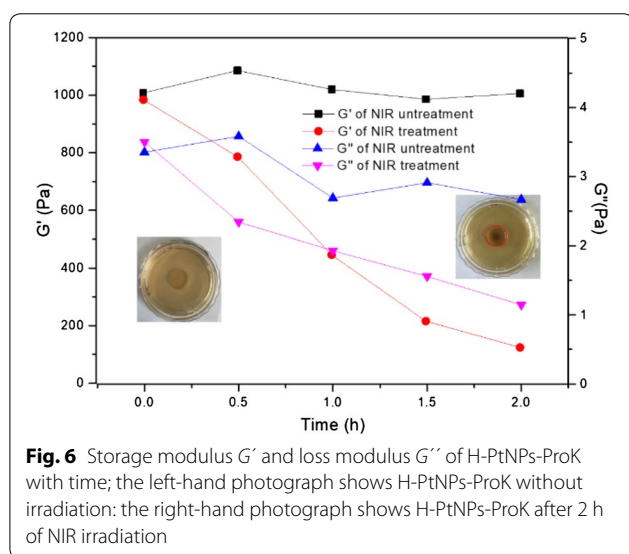 1200
1000
800
600
400
200
0
G' (Pa)
G' of NIR untreatment
G' of NIR treatment
G" of NIR untreatment
G" of NIR treatment
5
4
3
2
1
0
G"(Pa)
0.0 0.5 1.0 1.5 2.0
Time (h)
Fig. 6 Storage modulus G´ and loss modulus G´´ of H-PtNPs-ProK
with time; the left-hand photograph shows H-PtNPs-ProK without
irradiation: the right-hand photograph shows H-PtNPs-ProK after 2 h
of NIR irradiation